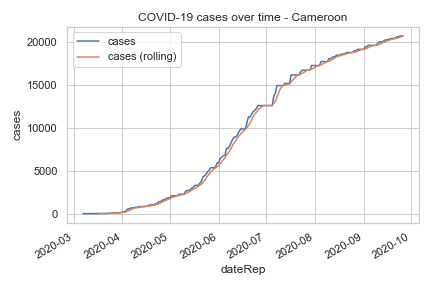 COVID-19 cases over time - Cameroon
cases
cases (rolling)
20000
15000
10000
5000
0
cases
2020-03
2020-04
2020-05
2020-06
2020-07
2020-08
2020-09
2020-10
dateRep